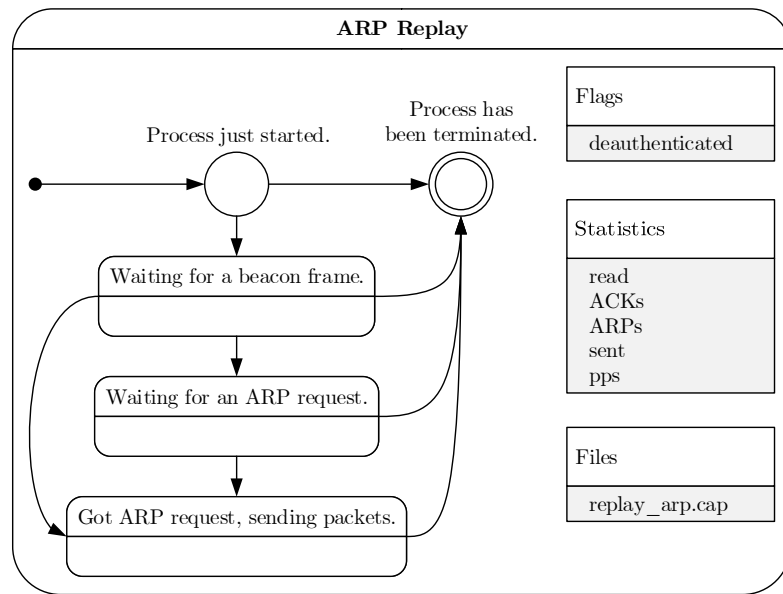 ARP Replay
Process just started.
Process has
been terminated.
Waiting for a beacon frame.
Waiting for an ARP request.
Got ARP request, sending packets.
Flags
deauthenticated
Statistics
read
ACKs
ARPs
sent
pps
Files
replay_arp.cap